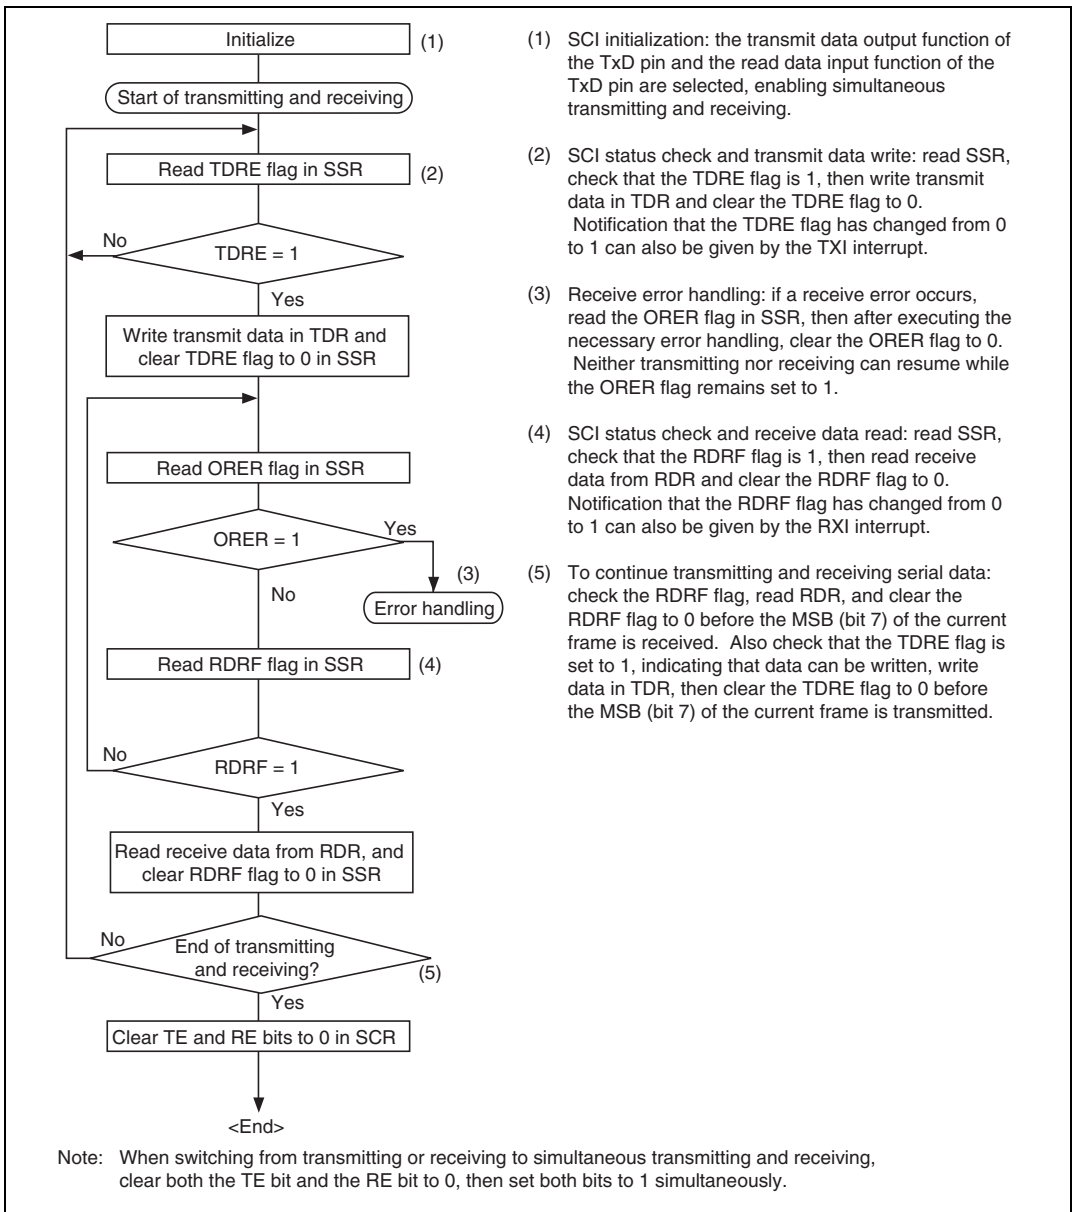 Initialize
(1)
Start of transmitting and receiving
Read TDRE flag in SSR
(2)
No
TDRE = 1
Yes
Write transmit data in TDR and
clear TDRE flag to 0 in SSR
Read ORER flag in SSR
ORER = 1
Yes
(3)
No
Error handling
Read RDRF flag in SSR
(4)
No
RDRF = 1
Yes
Read receive data from RDR, and
clear RDRF flag to 0 in SSR
No
End of transmitting
and receiving?
(5)
Yes
Clear TE and RE bits to 0 in SCR
<End>
(1) SCI initialization: the transmit data output function of
the TxD pin and the read data input function of the
TxD pin are selected, enabling simultaneous
transmitting and receiving.
(2) SCI status check and transmit data write: read SSR,
check that the TDRE flag is 1, then write transmit
data in TDR and clear the TDRE flag to 0.
Notification that the TDRE flag has changed from 0
to 1 can also be given by the TXI interrupt.
(3) Receive error handling: if a receive error occurs,
read the ORER flag in SSR, then after executing the
necessary error handling, clear the ORER flag to 0.
Neither transmitting nor receiving can resume while
the ORER flag remains set to 1.
(4) SCI status check and receive data read: read SSR,
check that the RDRF flag is 1, then read receive
data from RDR and clear the RDRF flag to 0.
Notification that the RDRF flag has changed from 0
to 1 can also be given by the RXI interrupt.
(5) To continue transmitting and receiving serial data:
check the RDRF flag, read RDR, and clear the
RDRF flag to 0 before the MSB (bit 7) of the current
frame is received. Also check that the TDRE flag is
set to 1, indicating that data can be written, write
data in TDR, then clear the TDRE flag to 0 before
the MSB (bit 7) of the current frame is transmitted.
Note: When switching from transmitting or receiving to simultaneous transmitting and receiving,
clear both the TE bit and the RE bit to 0, then set both bits to 1 simultaneously.